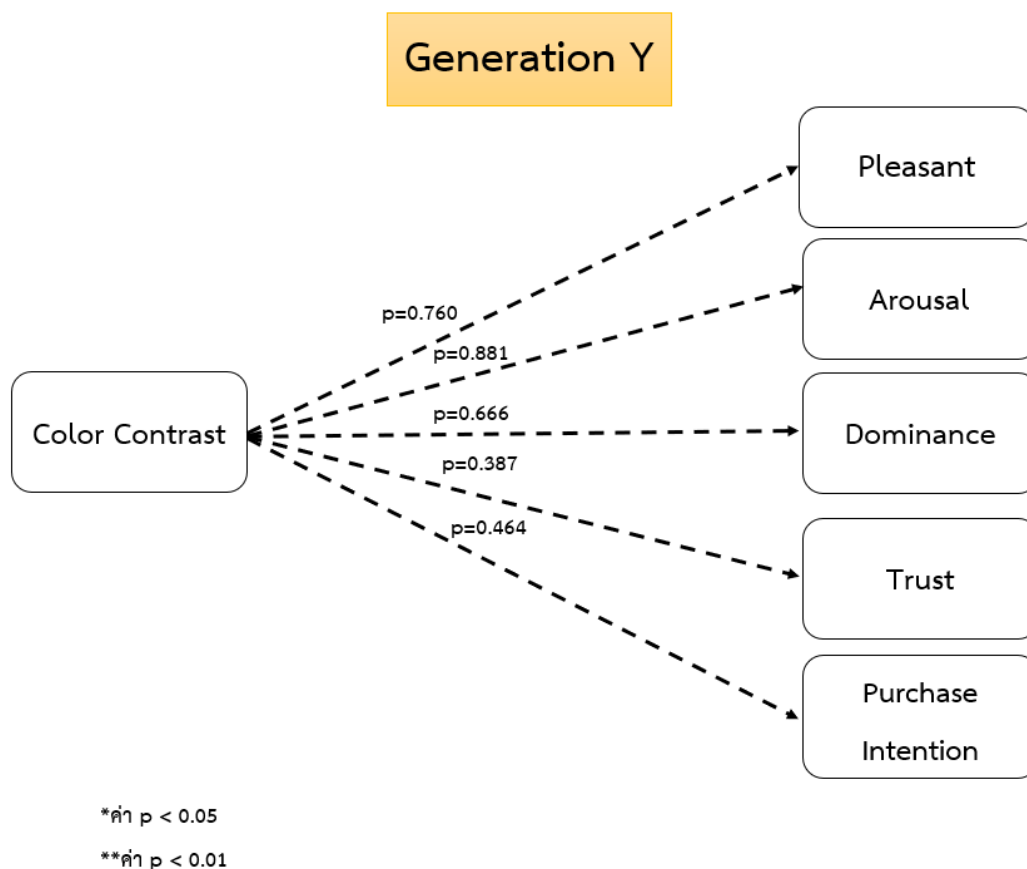 Generation Y
Pleasant
p=0.760
Arousal
p=0.881
Color Contrast
p=0.666
Dominance
p=0.387
Trust
p=0.464
Purchase
Intention
*ค่า p < 0.05
**ค่า p < 0.01